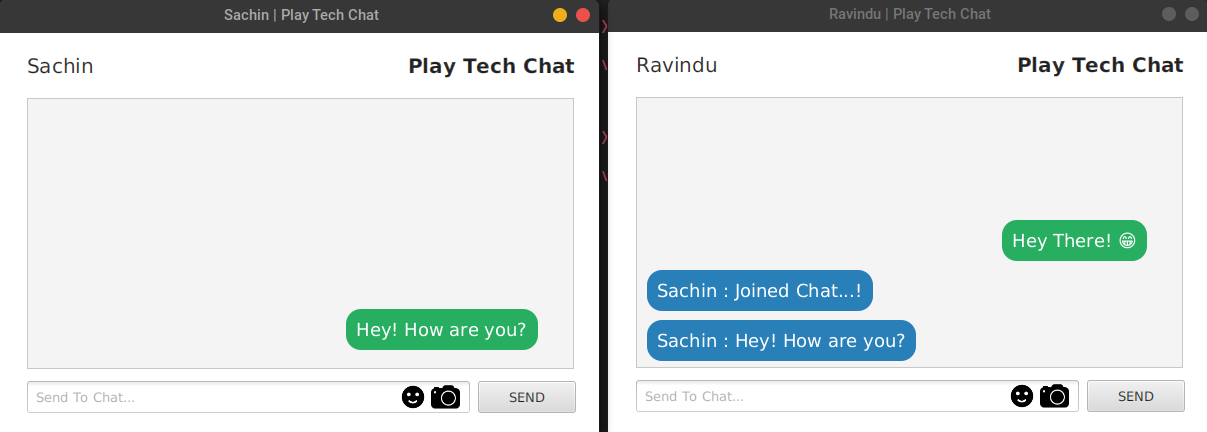 Sachin | Play Tech Chat
Sachin
Play Tech Chat
Hey! How are you?
Send To Chat...
SEND
Ravindu | Play Tech Chat
Ravindu
Play Tech Chat
Hey There! 😁
Sachin : Joined Chat...!
Sachin : Hey! How are you?
Send To Chat...
SEND